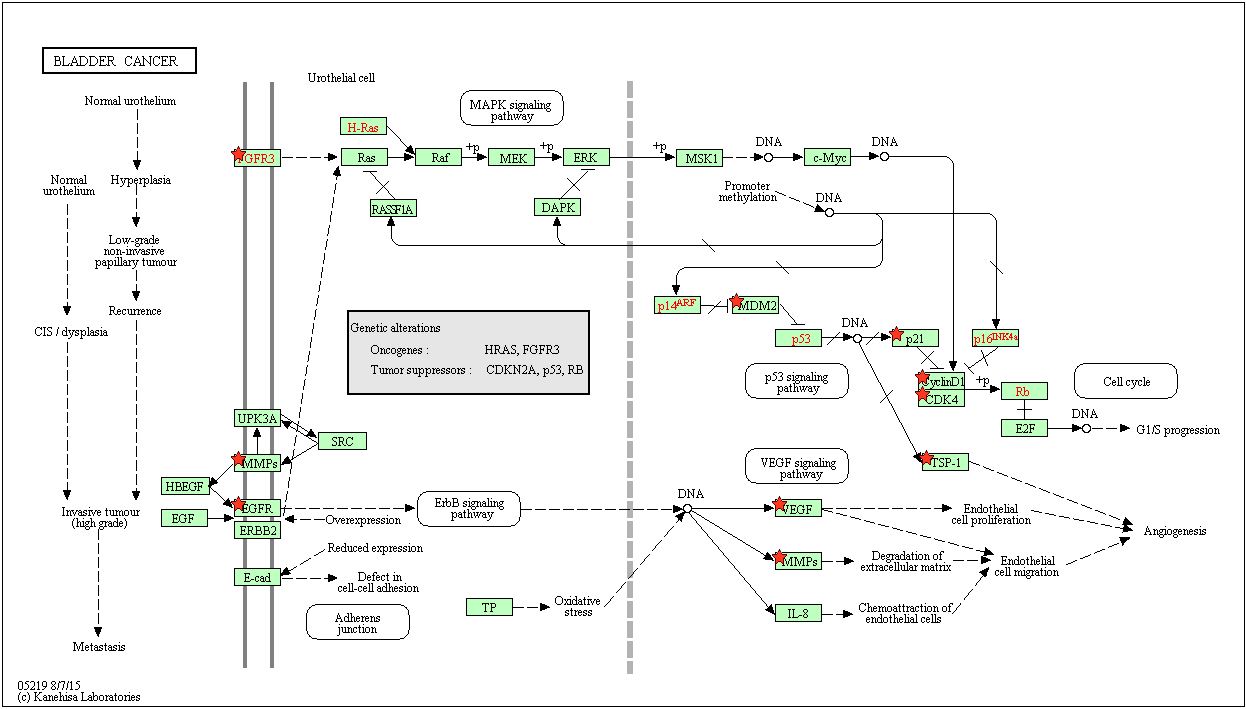 BLADDER CANCER
Urothelial cell
Normal urothelium
MAPK signaling
pathway
H-Ras
FGFR3
Ras
Raf
+p
MEK
+p
ERK
+p
MSK1
DNA
c-Myc
DNA
Normal
urothelium
Hyperplasia
Promoter
methylation
DNA
RASSF1A
DAPK
Low-grade
non-invasive
papillary tumour
Recurrence
p14ARF
MDM2
CIS / dysplasia
Genetic alterations
Oncogenes : HRAS, FGFR3
Tumor suppressors : CDKN2A, p53, RB
p53
DNA
p21
p16INK4a
p53 signaling
pathway
CyclinD1
CDK4
+p
Rb
Cell cycle
UPK3A
SRC
E2F
DNA
G1/S progression
MMPs
VEGF signaling
pathway
TSP-1
HBEGF
EGF
EGFR
ERBB2
Overexpression
ErbB signaling
pathway
DNA
VEGF
Endothelial
cell proliferation
Angiogenesis
Invasive tumour
(high grade)
Reduced expression
E-cad
Defect in
cell-cell adhesion
MMPs
Degradation of
extracellular matrix
Endothelial
cell migration
TP
Oxidative
stress
IL-8
Chemoattraction of
endothelial cells
Adherens
junction
Metastasis
05219 8/7/15
(c) Kanehisa Laboratories